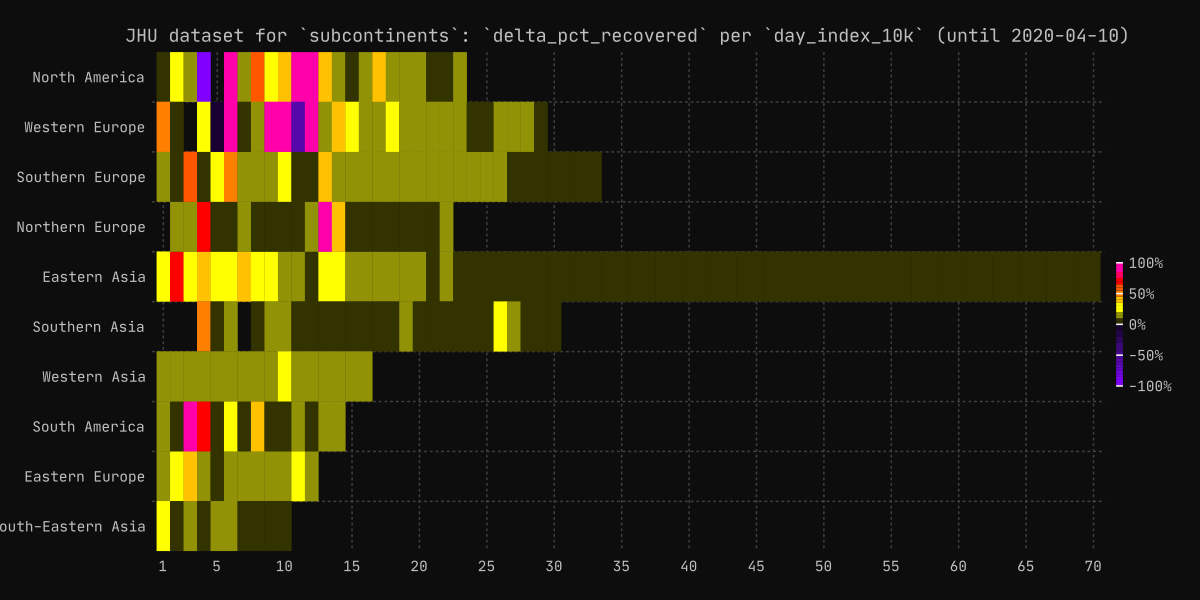 JHU dataset for `subcontinents`: `delta_pct_recovered` per `day_index_10k` (until 2020-04-10)
North America
Western Europe
Southern Europe
Northern Europe
Eastern Asia
Southern Asia
Western Asia
South America
Eastern Europe
outh-Eastern Asia
100%
50%
0%
-50%
-100%
1 5 10 15 20 25 30 35 40 45 50 55 60 65 70